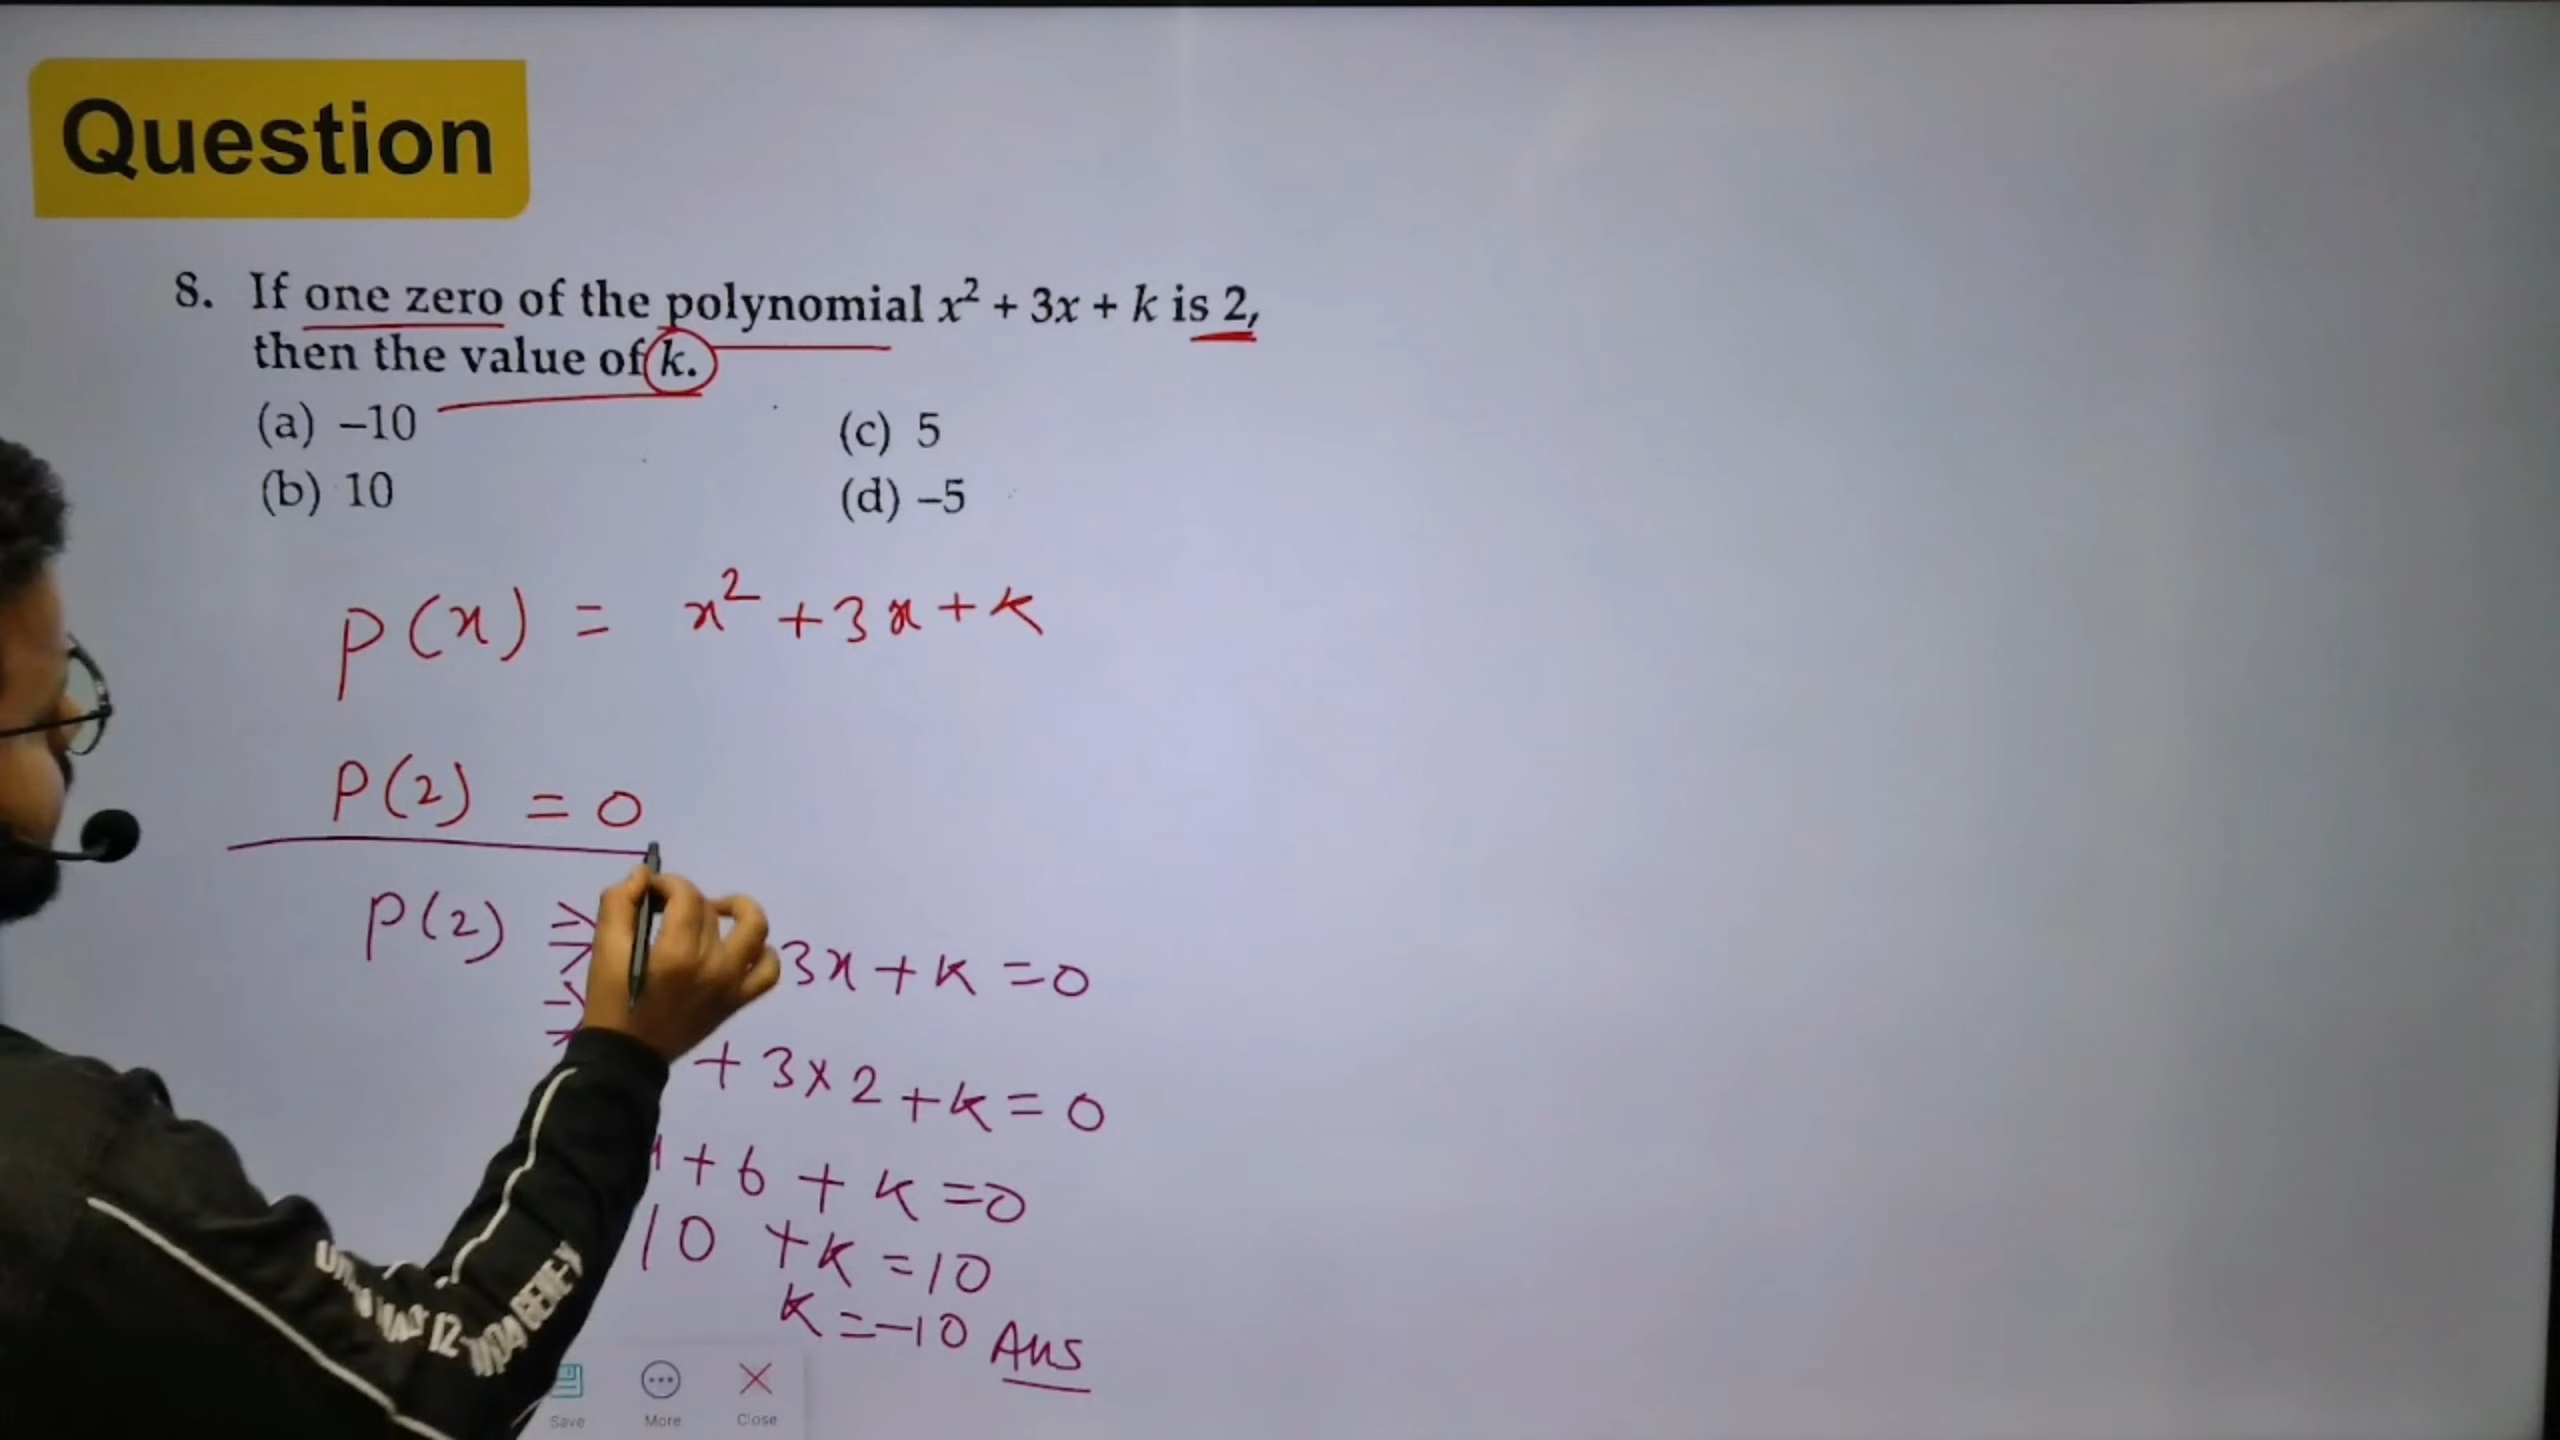 Question
8. If one zero of the polynomial x² + 3x + k is 2,
then the value of k.
(a) –10 (c) 5
(b) 10 (d) –5
P(x) = x² + 3x + k
P(2) = 0
P(2) ⇒ 3x + k = 0
⇒ + 3 × 2 + k = 0
+ 6 + k = 0
10 + k = 10
k = –10 Ans
Save More Close